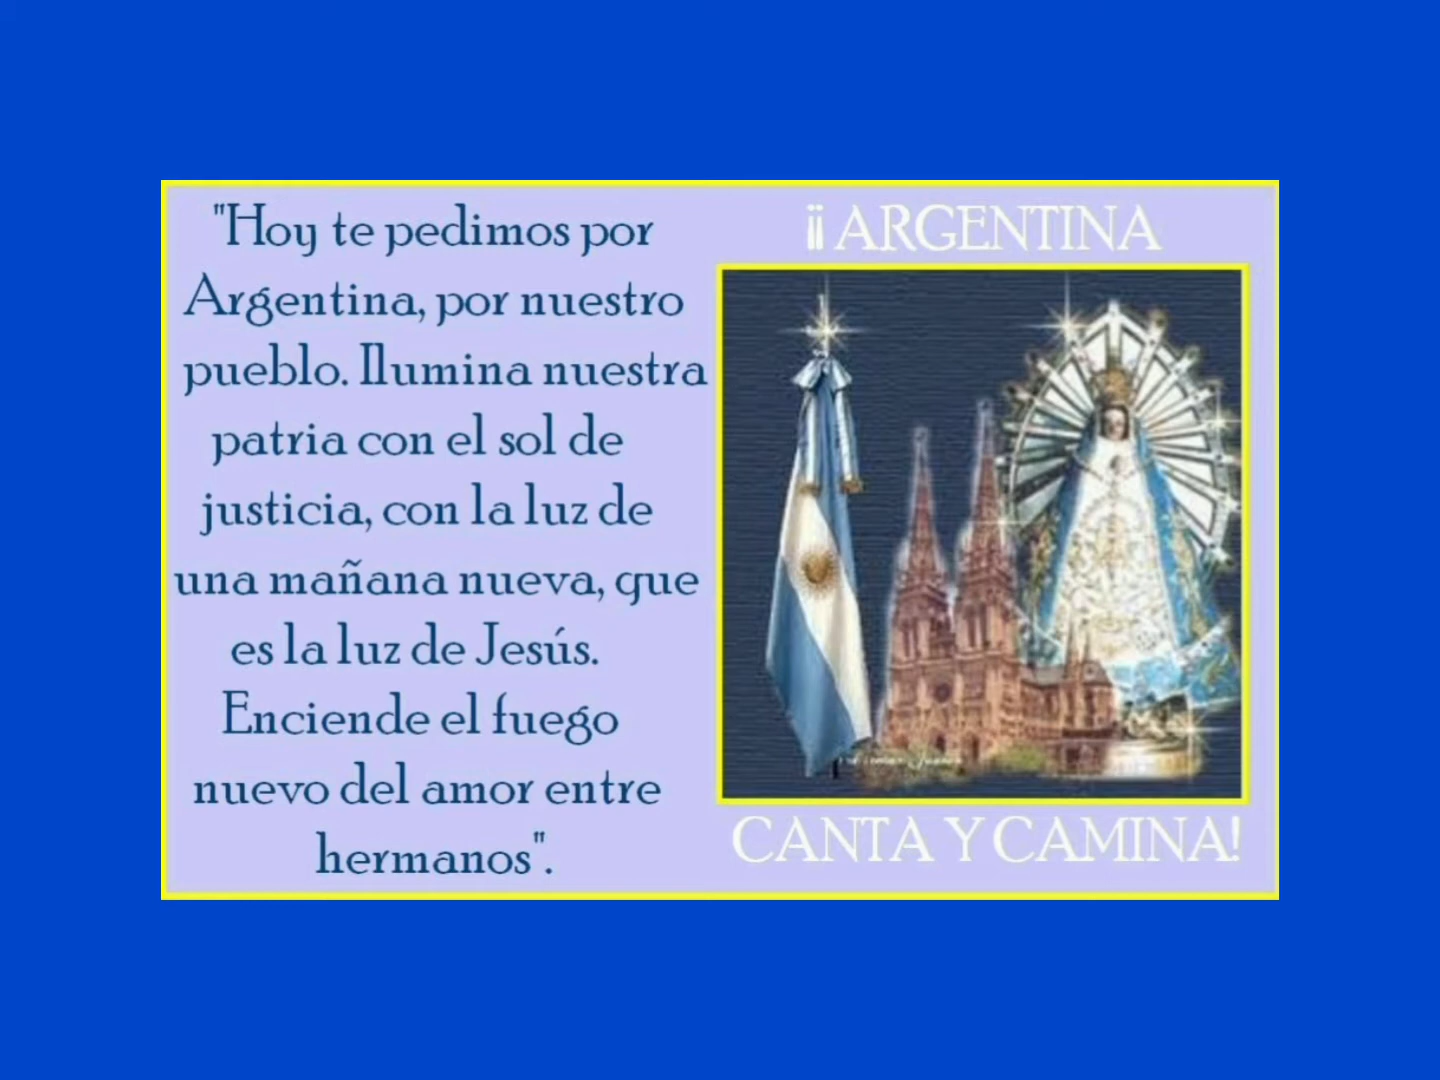 "Hoy te pedimos por
Argentina, por nuestro
pueblo. Ilumina nuestra
patria con el sol de
justicia, con la luz de
una mañana nueva, que
es la luz de Jesús.
Enciende el fuego
nuevo del amor entre
hermanos".
¡¡ ARGENTINA
CANTA Y CAMINA!